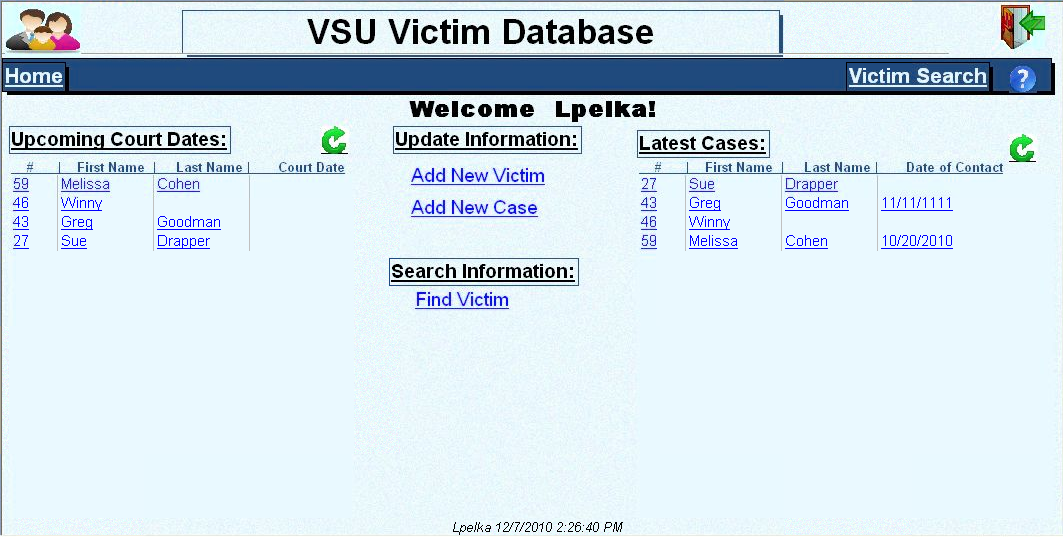 VSU Victim Database
Home Victim Search ?
Welcome Lpelka!
Upcoming Court Dates:
# First Name Last Name Court Date
59 Melissa Cohen
46 Winny
43 Greg Goodman
27 Sue Drapper
Update Information:
Add New Victim
Add New Case
Search Information:
Find Victim
Latest Cases:
# First Name Last Name Date of Contact
27 Sue Drapper
43 Greg Goodman 11/11/1111
46 Winny
59 Melissa Cohen 10/20/2010
Lpelka 12/7/2010 2:26:40 PM